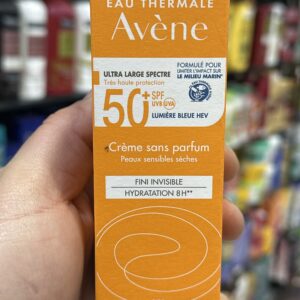 EAU THERMALE
Avène
ULTRA LARGE SPECTRE
Très haute protection
50+ SPF
UVB UVA
LUMIÈRE BLEUE HEV
FORMULÉ POUR
LIMITER L'IMPACT SUR
LE MILIEU MARIN*
Crème sans parfum
Peaux sensibles sèches
FINI INVISIBLE
HYDRATATION 8H**